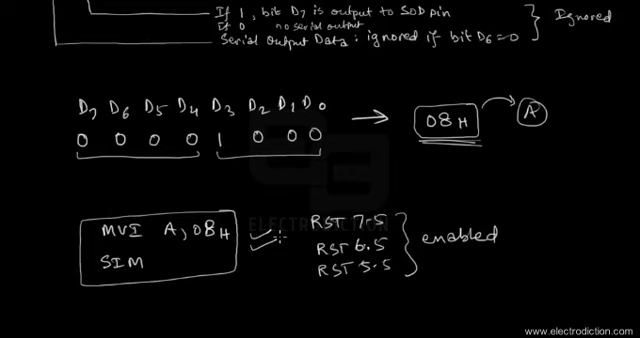 If 1, bit D7 is output to SOD pin
If 0 no serial output
Serial Output Data: ignored if bit D6=0
Ignored
D7 D6 D5 D4 D3 D2 D1 D0
0 0 0 0 1 0 0 0
08H
A
MVI A,08H
SIM
RST 7.5
RST 6.5
RST 5.5
enabled
ELECTRODICTION
www.electrodiction.com